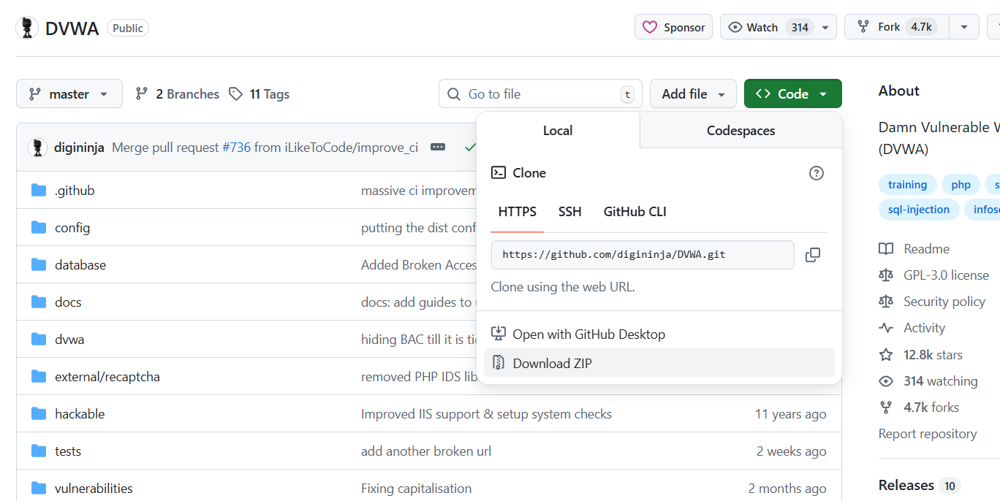 DVWA Public
Sponsor Watch 314 Fork 4.7k
master 2 Branches 11 Tags Go to file t Add file <> Code
digininja Merge pull request #736 from iLikeToCode/improve_ci
.github massive ci improvem
config putting the dist conf
database Added Broken Acces
docs docs: add guides to
dvwa hiding BAC till it is
external/recaptcha removed PHP IDS lib
hackable Improved IIS support & setup system checks 11 years ago
tests add another broken url 2 weeks ago
vulnerabilities Fixing capitalisation 2 months ago
Local Codespaces
Clone
HTTPS SSH GitHub CLI
https://github.com/digininja/DVWA.git
Clone using the web URL.
Open with GitHub Desktop
Download ZIP
About
Damn Vulnerable W
(DVWA)
training php s
sql-injection infose
Readme
GPL-3.0 license
Security policy
Activity
12.8k stars
314 watching
4.7k forks
Report repository
Releases 10